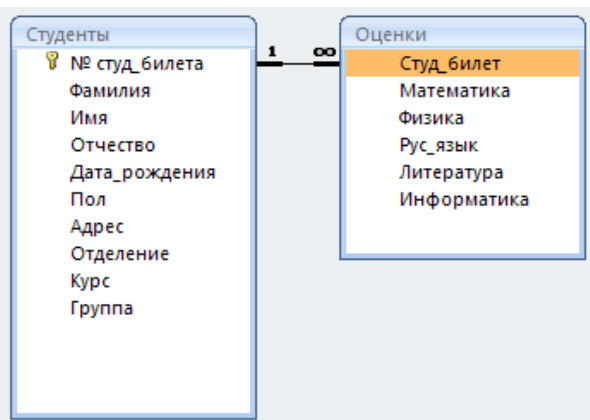 Студенты
№ студ_билета
Фамилия
Имя
Отчество
Дата_рождения
Пол
Адрес
Отделение
Курс
Группа
1 ∞
Оценки
Студ_билет
Математика
Физика
Рус_язык
Литература
Информатика